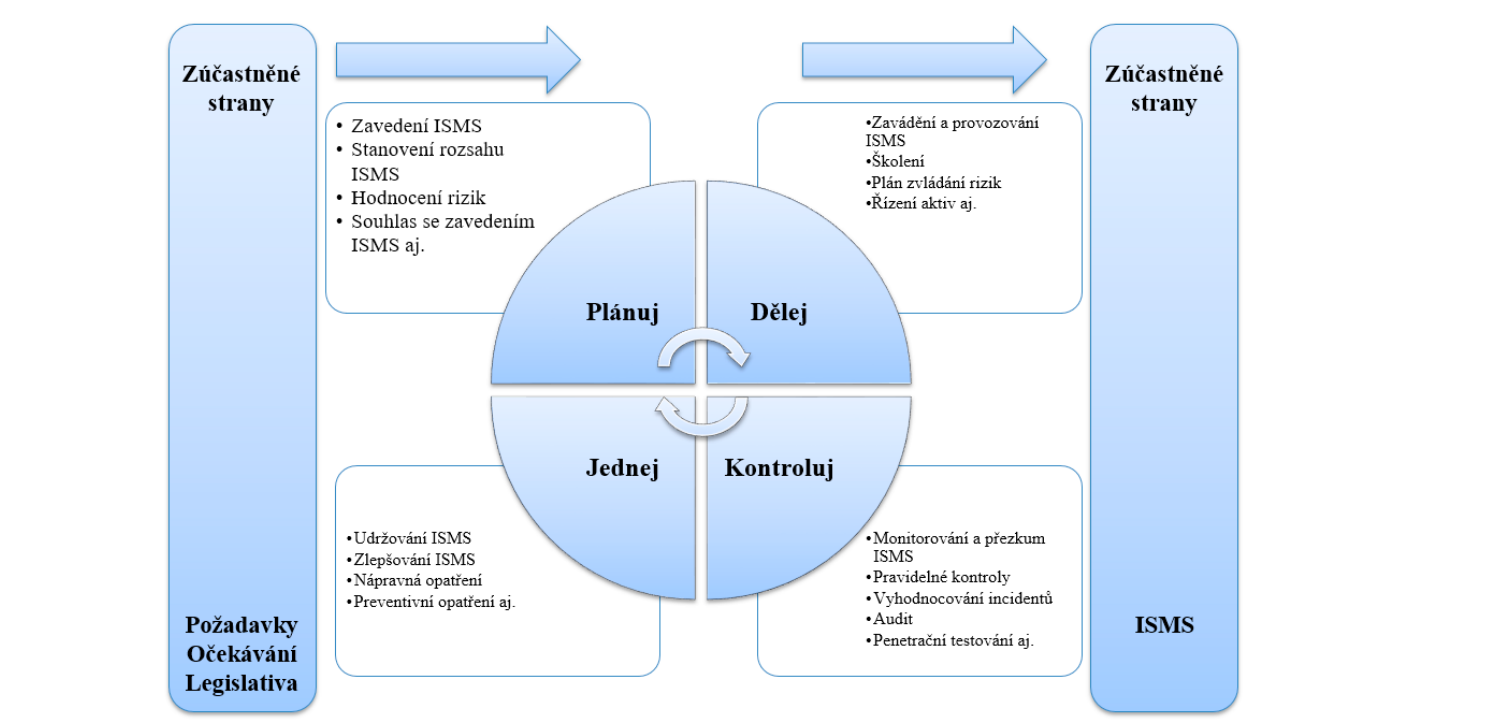 Zúčastněné
strany
Požadavky
Očekávání
Legislativa
• Zavedení ISMS
• Stanovení rozsahu
ISMS
• Hodnocení rizik
• Souhlas se zavedením
ISMS aj.
•Zavádění a provozování
ISMS
•Školení
•Plán zvládání rizik
•Řízení aktiv aj.
Plánuj
Dělej
Jednej
Kontroluj
•Udržování ISMS
•Zlepšování ISMS
•Nápravná opatření
•Preventivní opatření aj.
•Monitorování a přezkum
ISMS
•Pravidelné kontroly
•Vyhodnocování incidentů
•Audit
•Penetrační testování aj.
Zúčastněné
strany
ISMS